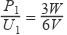 P₁/U₁ = 3W/6V